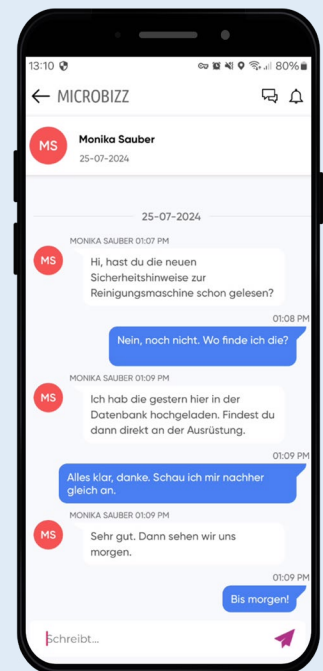 13:10 80%
MICROBIZZ
MS
Monika Sauber
25-07-2024
25-07-2024
MONIKA SAUBER 01:07 PM
MS
Hi, hast du die neuen
Sicherheitshinweise zur
Reinigungsmaschine schon gelesen?
01:08 PM
Nein, noch nicht. Wo finde ich die?
MONIKA SAUBER 01:09 PM
MS
Ich hab die gestern hier in der
Datenbank hochgeladen. Findest du
dann direkt an der Ausrüstung.
01:09 PM
Alles klar, danke. Schau ich mir nachher
gleich an.
MONIKA SAUBER 01:09 PM
MS
Sehr gut. Dann sehen wir uns
morgen.
01:09 PM
Bis morgen!
Schreibt...